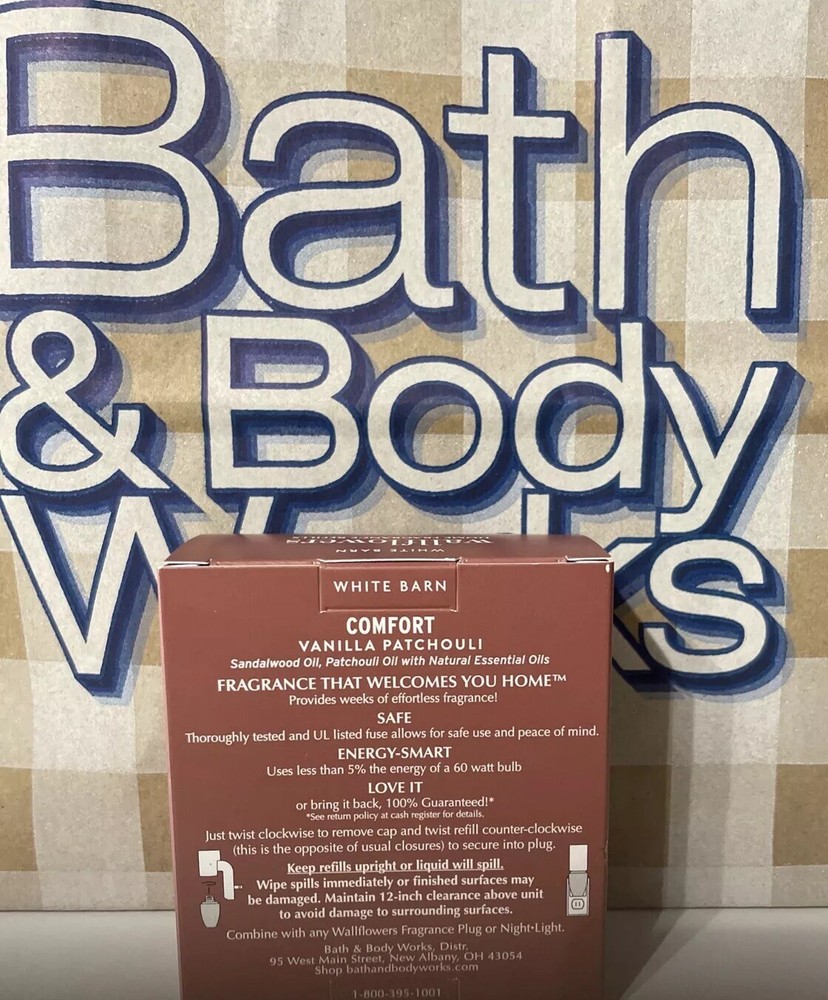 Bath
& Body
Works
Wallflowers
WHITE BARN
WHITE BARN
COMFORT
VANILLA PATCHOULI
Sandalwood Oil, Patchouli Oil with Natural Essential Oils
FRAGRANCE THAT WELCOMES YOU HOME™
Provides weeks of effortless fragrance!
SAFE
Thoroughly tested and UL listed fuse allows for safe use and peace of mind.
ENERGY-SMART
Uses less than 5% the energy of a 60 watt bulb
LOVE IT
or bring it back, 100% Guaranteed!*
*See return policy at cash register for details.
Just twist clockwise to remove cap and twist refill counter-clockwise
(this is the opposite of usual closures) to secure into plug.
Keep refills upright or liquid will spill.
Wipe spills immediately or finished surfaces may
be damaged. Maintain 12-inch clearance above unit
to avoid damage to surrounding surfaces.
Combine with any Wallflowers Fragrance Plug or Night•Light.
Bath & Body Works, Distr.
95 West Main Street, New Albany, OH 43054
Shop bathandbodyworks.com
1-800-395-1001